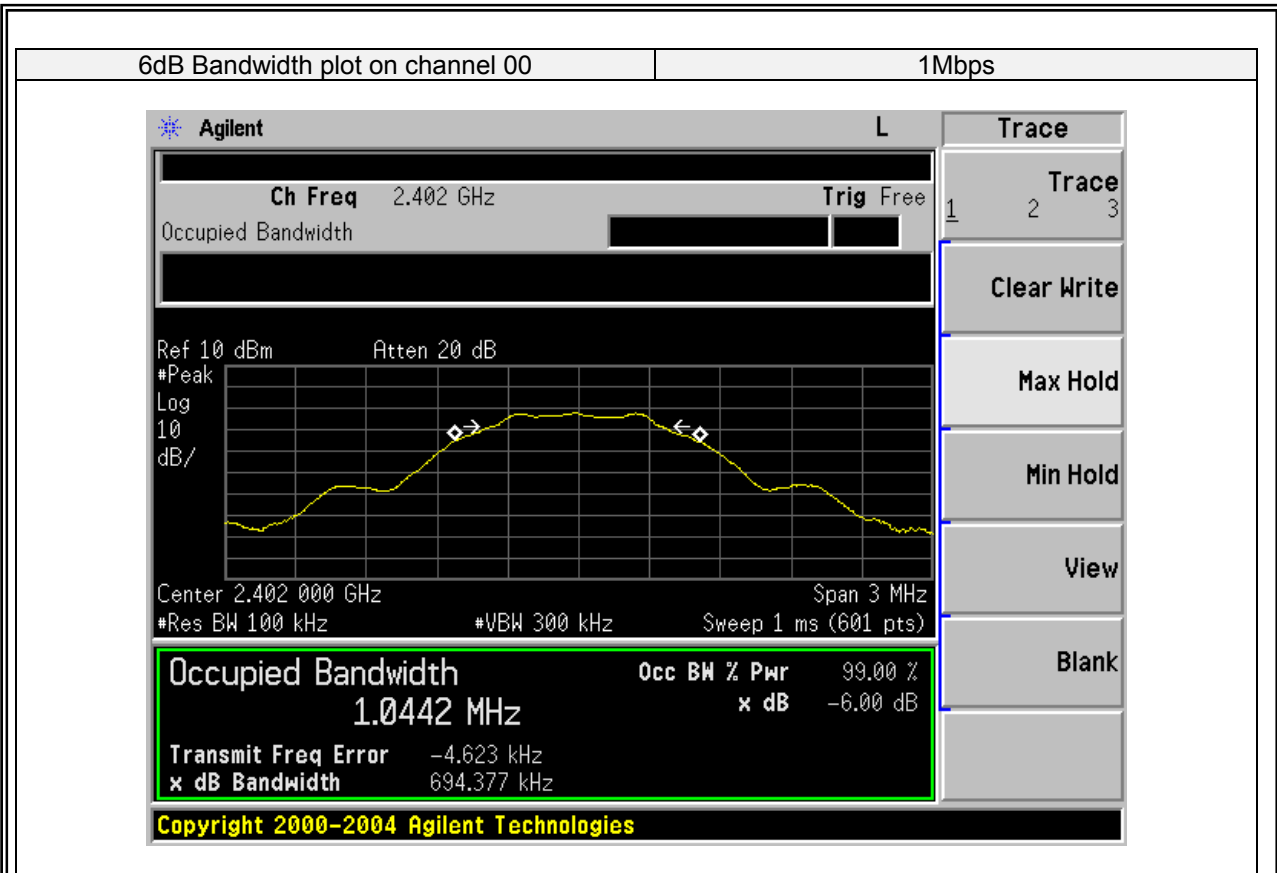 6dB Bandwidth plot on channel 00 1Mbps
Agilent L Trace
Ch Freq 2.402 GHz Trig Free
Occupied Bandwidth
Trace
1 2 3
Clear Write
Max Hold
Min Hold
View
Blank
Ref 10 dBm Atten 20 dB
#Peak
Log
10
dB/
Center 2.402 000 GHz Span 3 MHz
#Res BW 100 kHz #VBW 300 kHz Sweep 1 ms (601 pts)
Occupied Bandwidth Occ BW % Pwr 99.00 %
1.0442 MHz x dB -6.00 dB
Transmit Freq Error -4.623 kHz
x dB Bandwidth 694.377 kHz
Copyright 2000-2004 Agilent Technologies